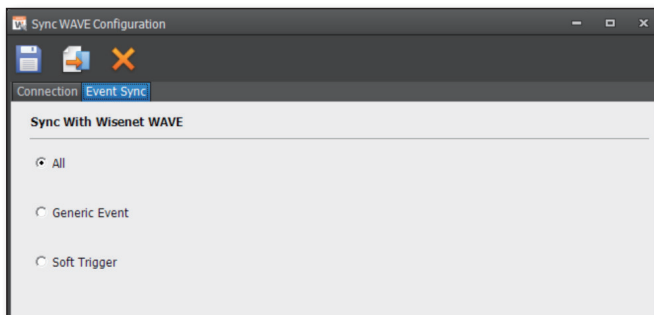 Sync WAVE Configuration
Connection Event Sync
Sync With Wisenet WAVE
All
Generic Event
Soft Trigger